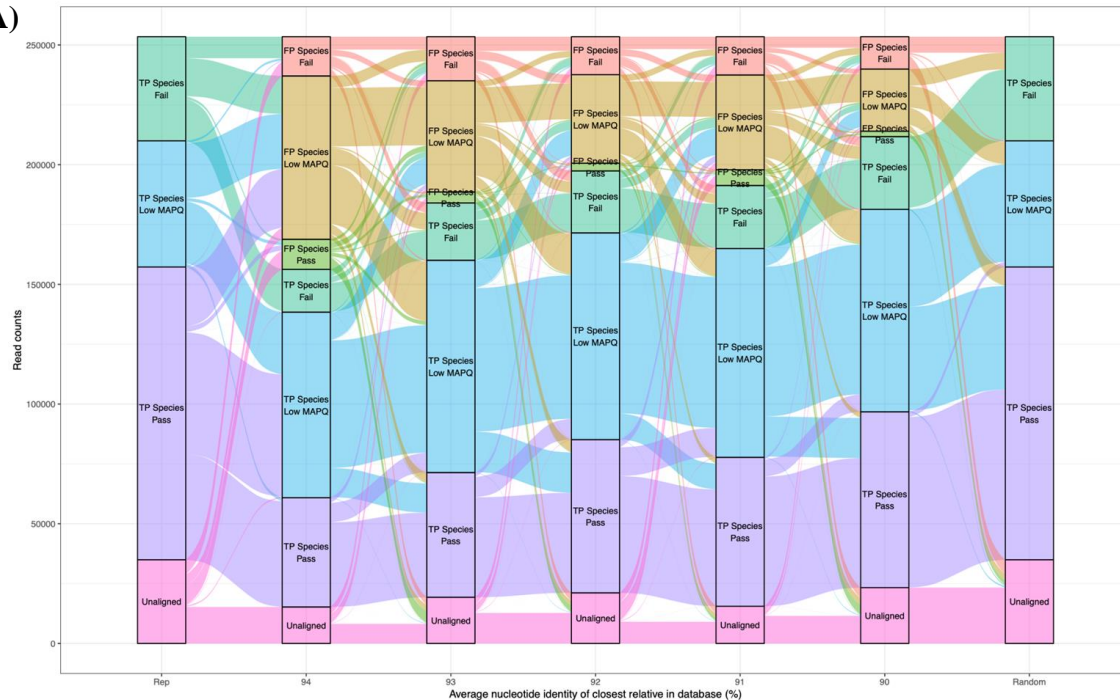 A)
250000
200000
150000
100000
50000
0
Read counts
TP Species
Fail
TP Species
Low MAPQ
TP Species
Pass
Unaligned
FP Species
Fail
FP Species
Low MAPQ
FP Species
Pass
TP Species
Fail
TP Species
Low MAPQ
TP Species
Pass
Unaligned
FP Species
Fail
FP Species
Low MAPQ
FP Species
Pass
TP Species
Fail
TP Species
Low MAPQ
TP Species
Pass
Unaligned
FP Species
Fail
FP Species
Low MAPQ
FP Species
Pass
TP Species
Fail
TP Species
Low MAPQ
TP Species
Pass
Unaligned
FP Species
Fail
FP Species
Low MAPQ
FP Species
Pass
TP Species
Fail
TP Species
Low MAPQ
TP Species
Pass
Unaligned
FP Species
Fail
FP Species
Low MAPQ
FP Species
Pass
TP Species
Fail
TP Species
Low MAPQ
TP Species
Pass
Unaligned
TP Species
Fail
TP Species
Low MAPQ
TP Species
Pass
Unaligned
Rep
94
93
92
91
90
Random
Average nucleotide identity of closest relative in database (%)